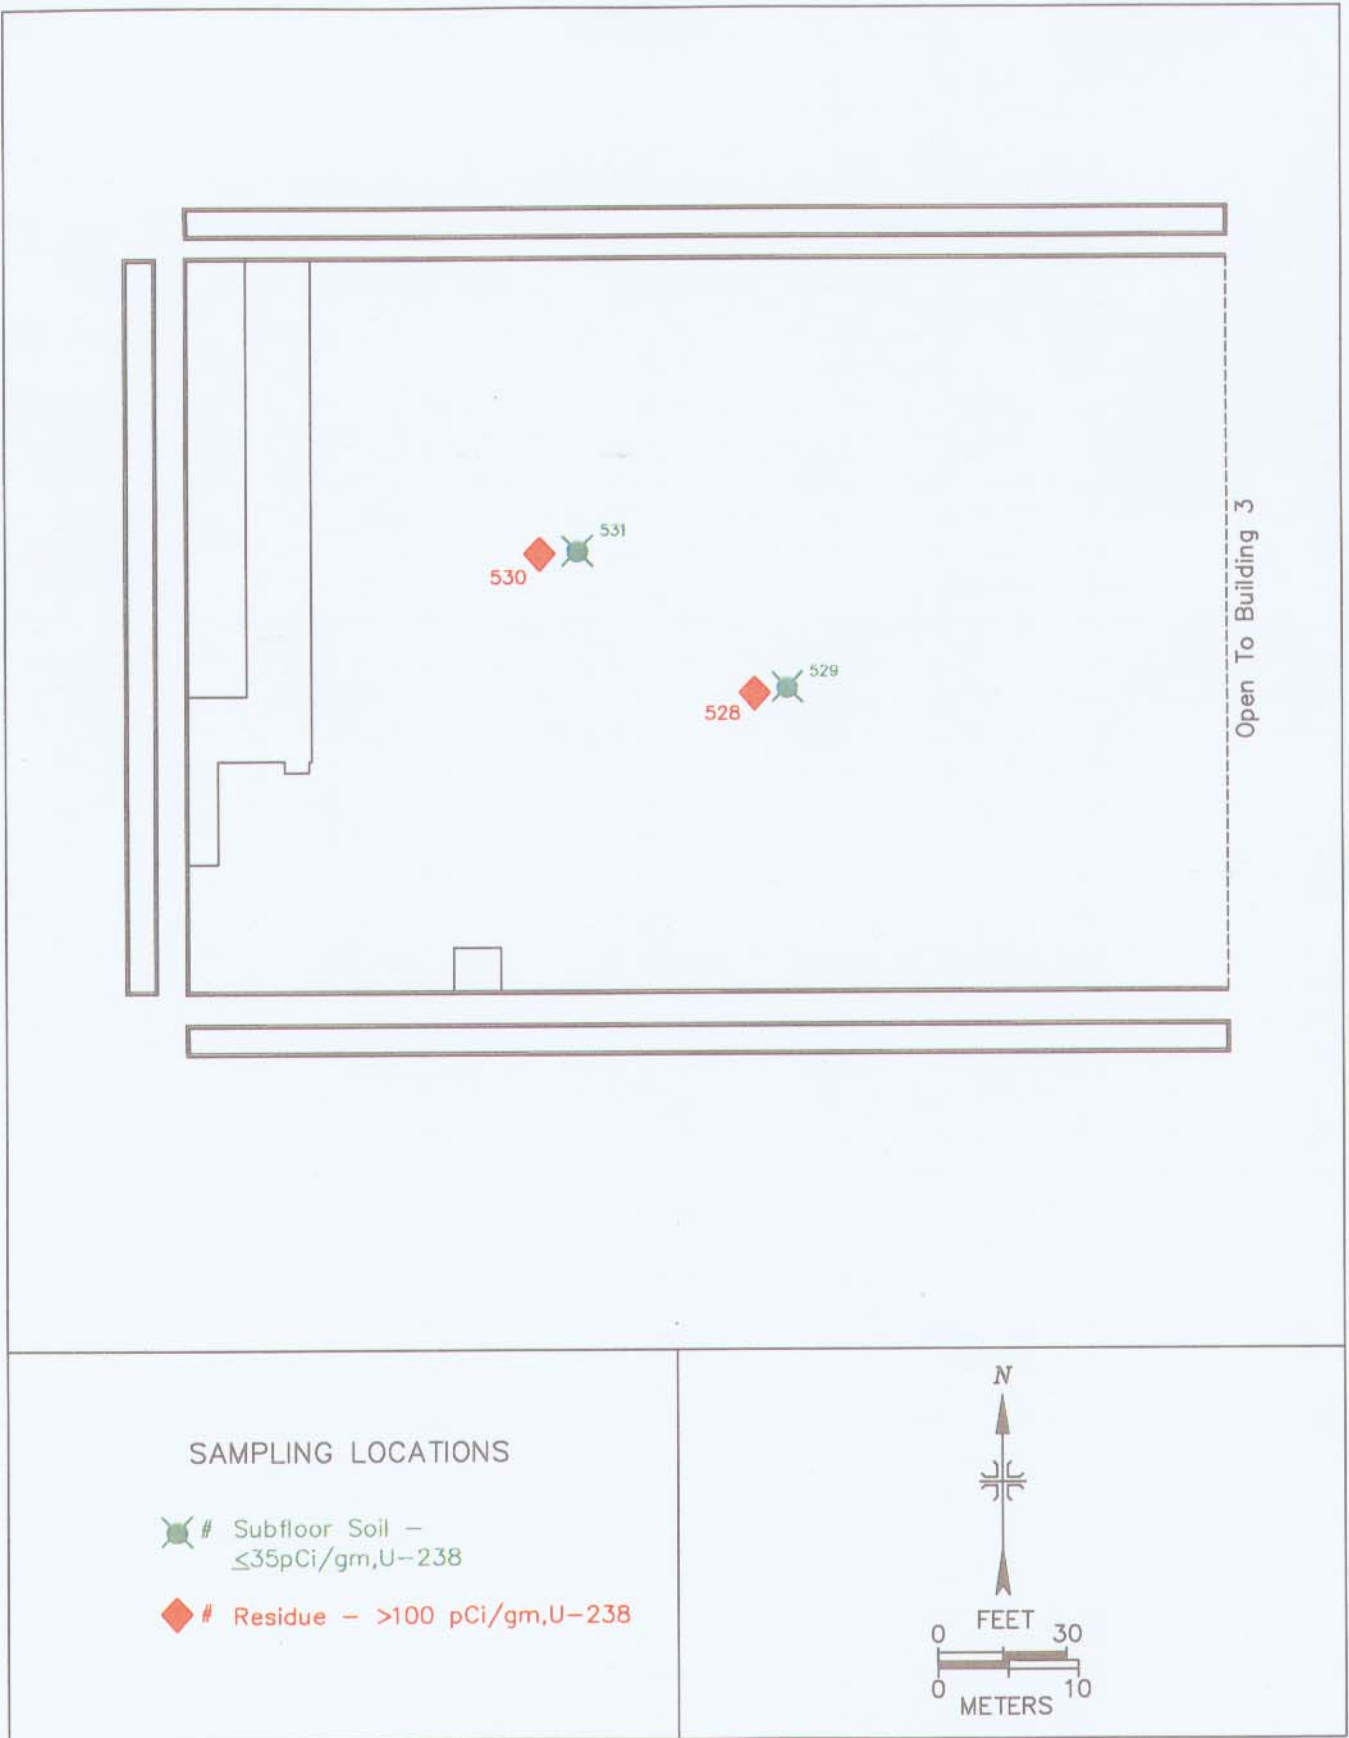 531
530
529
528
Open To Building 3
SAMPLING LOCATIONS
# Subfloor Soil –
≤35pCi/gm,U-238
# Residue – >100 pCi/gm,U-238
N
FEET
0 30
0 10
METERS